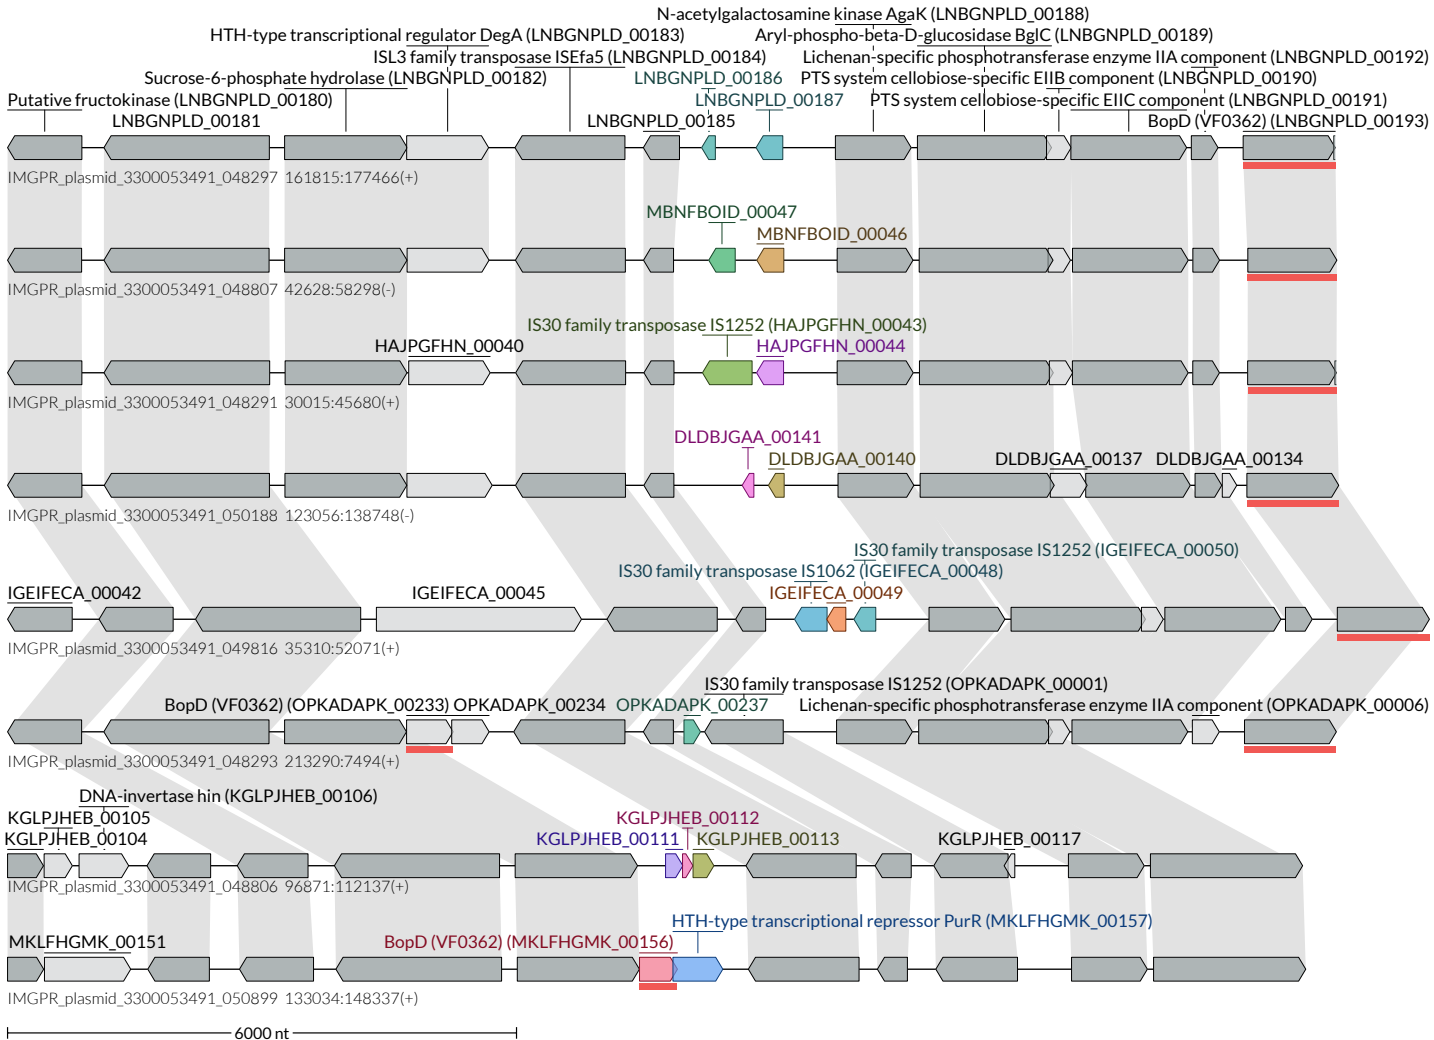 N-acetylgalactosamine kinase AgaK (LNBGNPLD_00188)
HTH-type transcriptional regulator DegA (LNBGNPLD_00183)
Aryl-phospho-beta-D-glucosidase BglC (LNBGNPLD_00189)
ISL3 family transposase ISEfa5 (LNBGNPLD_00184)
Lichenan-specific phosphotransferase enzyme IIA component (LNBGNPLD_00192)
Sucrose-6-phosphate hydrolase (LNBGNPLD_00182)
LNBGNPLD_00186
PTS system cellobiose-specific EIIB component (LNBGNPLD_00190)
Putative fructokinase (LNBGNPLD_00180)
LNBGNPLD_00187
PTS system cellobiose-specific EIIC component (LNBGNPLD_00191)
LNBGNPLD_00181
LNBGNPLD_00185
BopD (VF0362) (LNBGNPLD_00193)
IMGPR_plasmid_3300053491_048297 161815:177466(+)
MBNFBOID_00047
MBNFBOID_00046
IMGPR_plasmid_3300053491_048807 42628:58298(-)
IS30 family transposase IS1252 (HAJPGFHN_00043)
HAJPGFHN_00040
HAJPGFHN_00044
IMGPR_plasmid_3300053491_048291 30015:45680(+)
DLDBJGAA_00141
DLDBJGAA_00140
DLDBJGAA_00137
DLDBJGAA_00134
IMGPR_plasmid_3300053491_050188 123056:138748(-)
IS30 family transposase IS1252 (IGEIFECA_00050)
IS30 family transposase IS1062 (IGEIFECA_00048)
IGEIFECA_00042
IGEIFECA_00045
IGEIFECA_00049
IMGPR_plasmid_3300053491_049816 35310:52071(+)
IS30 family transposase IS1252 (OPKADAPK_00001)
BopD (VF0362) (OPKADAPK_00233)
OPKADAPK_00234
OPKADAPK_00237
Lichenan-specific phosphotransferase enzyme IIA component (OPKADAPK_00006)
IMGPR_plasmid_3300053491_048293 213290:7494(+)
DNA-invertase hin (KGLPJHEB_00106)
KGLPJHEB_00105
KGLPJHEB_00112
KGLPJHEB_00104
KGLPJHEB_00111
KGLPJHEB_00113
KGLPJHEB_00117
IMGPR_plasmid_3300053491_048806 96871:112137(+)
HTH-type transcriptional repressor PurR (MKLFHGMK_00157)
MKLFHGMK_00151
BopD (VF0362) (MKLFHGMK_00156)
IMGPR_plasmid_3300053491_050899 133034:148337(+)
6000 nt